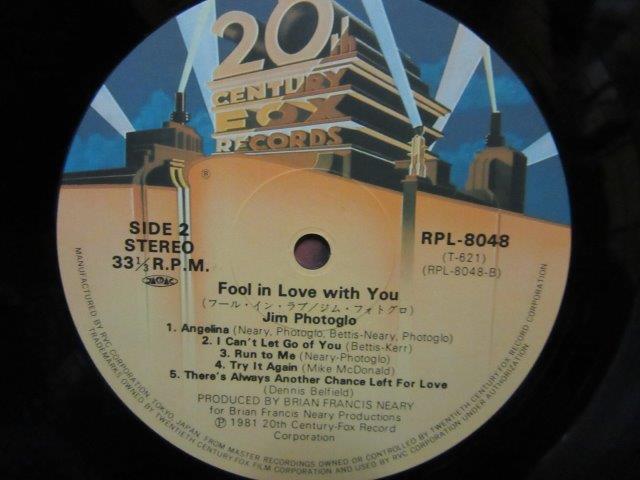 20th
CENTURY
FOX
RECORDS
®
SIDE 2
STEREO
33 1/3 R.P.M.
RPL-8048
(T-621)
(RPL-8048-B)
Fool in Love with You
(フール・イン・ラブ/ジム・フォトグロ)
Jim Photoglo
1. Angelina (Neary, Photoglo, Bettis-Neary, Photoglo)
2. I Can't Let Go of You (Bettis-Kerr)
3. Run to Me (Neary-Photoglo)
4. Try It Again (Mike McDonald)
5. There's Always Another Chance Left For Love
(Dennis Belfield)
PRODUCED BY BRIAN FRANCIS NEARY
for Brian Francis Neary Productions
℗ 1981 20th Century-Fox Record
Corporation
MANUFACTURED BY RVC CORPORATION, TOKYO, JAPAN, FROM MASTER RECORDINGS OWNED OR CONTROLLED BY TWENTIETH CENTURY-FOX RECORD CORPORATION
TRADEMARKS OWNED BY TWENTIETH CENTURY-FOX FILM CORPORATION AND USED BY RVC CORPORATION UNDER AUTHORIZATION.